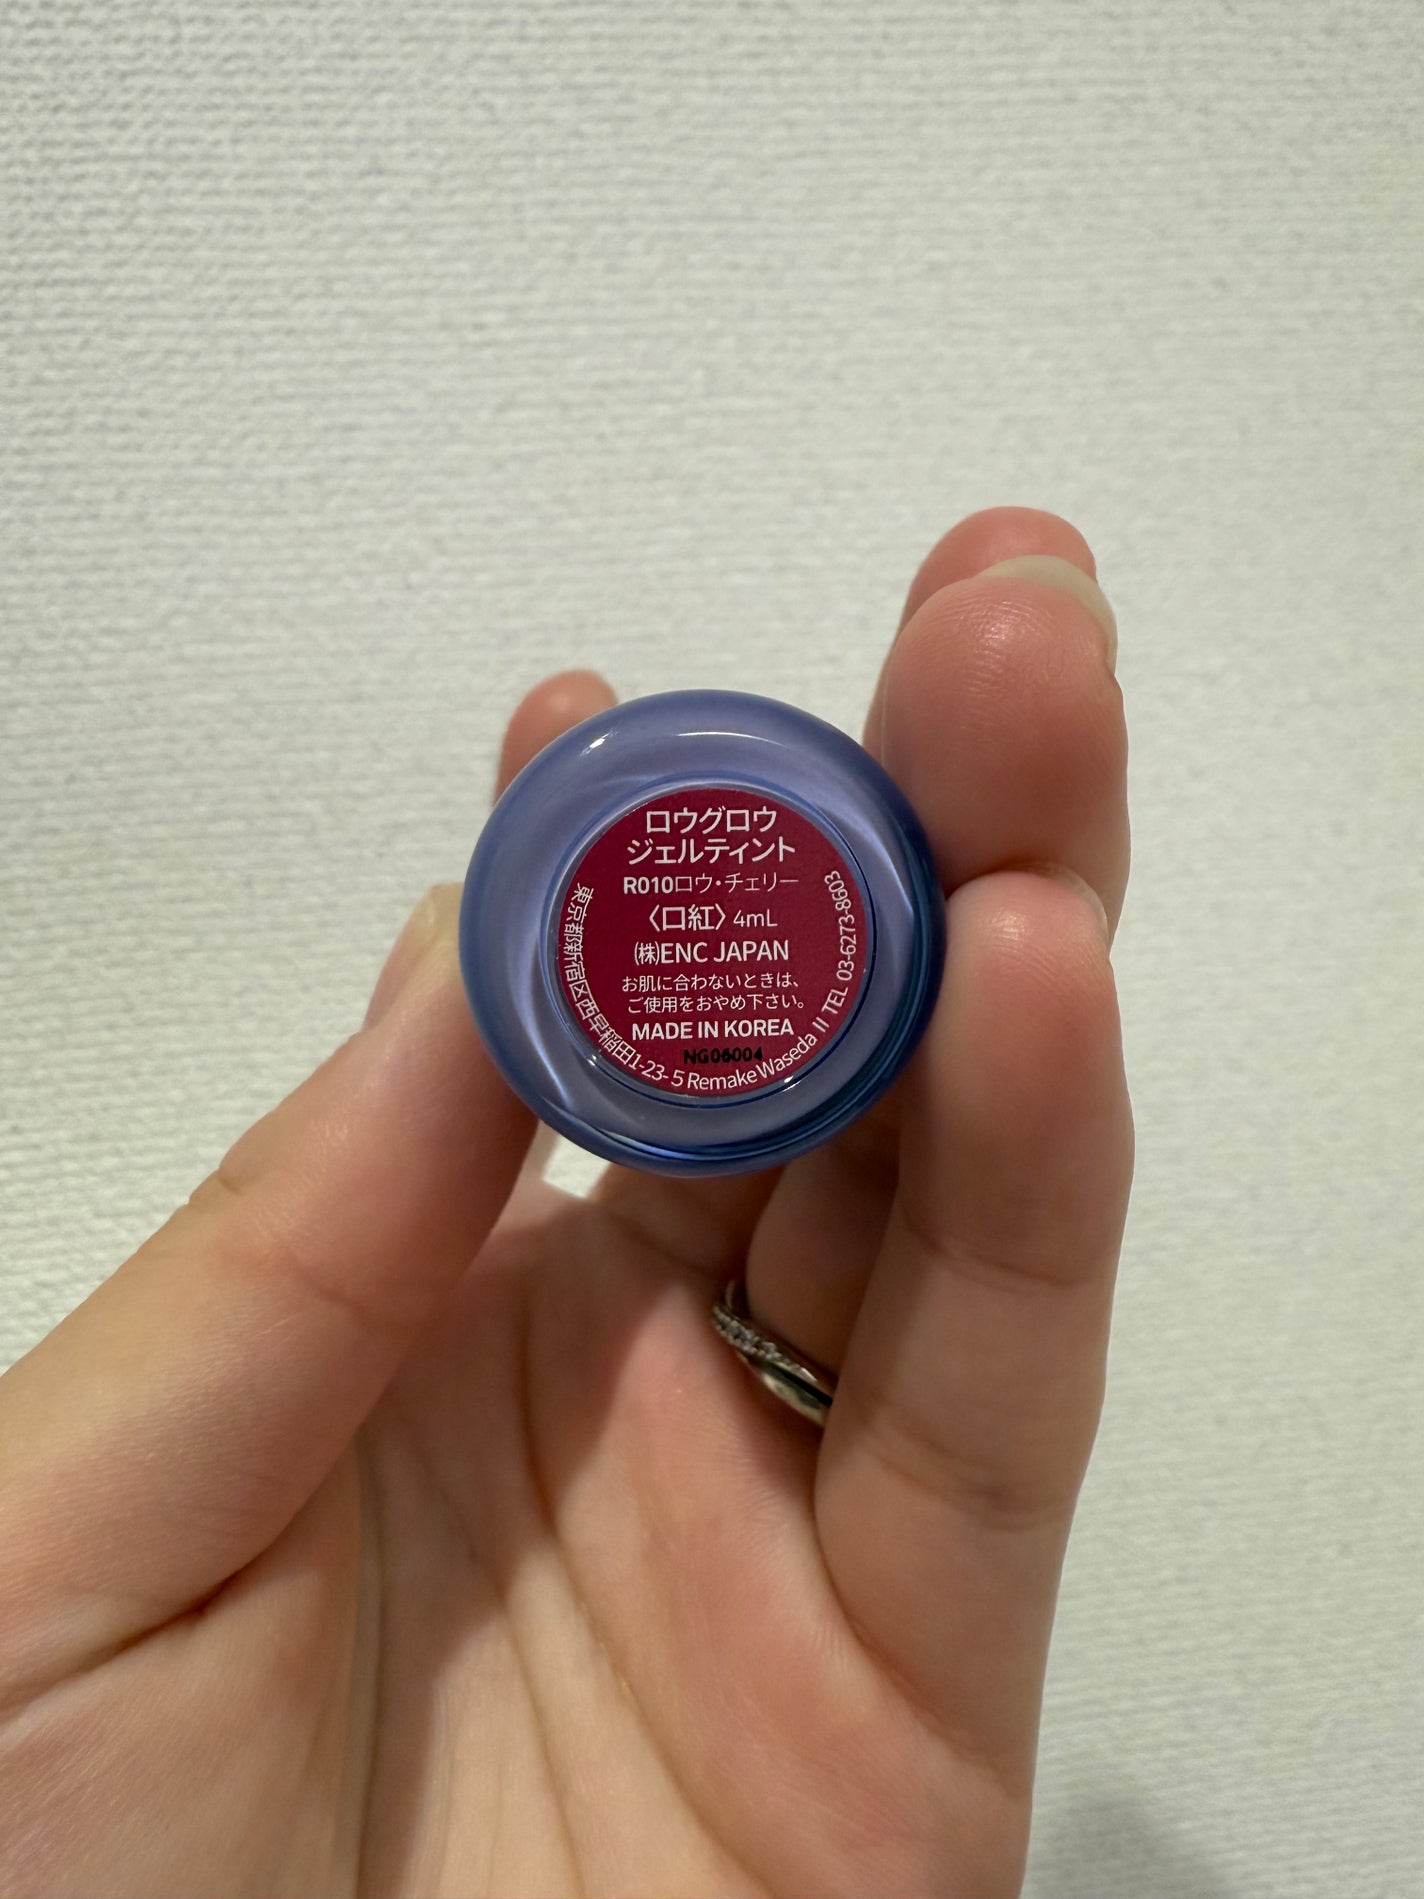 ロウグロウ
ジェルティント
R010ロウ・チェリー
〈口紅〉4mL
㈱ENC JAPAN
お肌に合わないときは、
ご使用をおやめ下さい。
MADE IN KOREA
NG06004
東京都新宿区西早稲田1-23-5 Remake Waseda II TEL 03-6273-8603